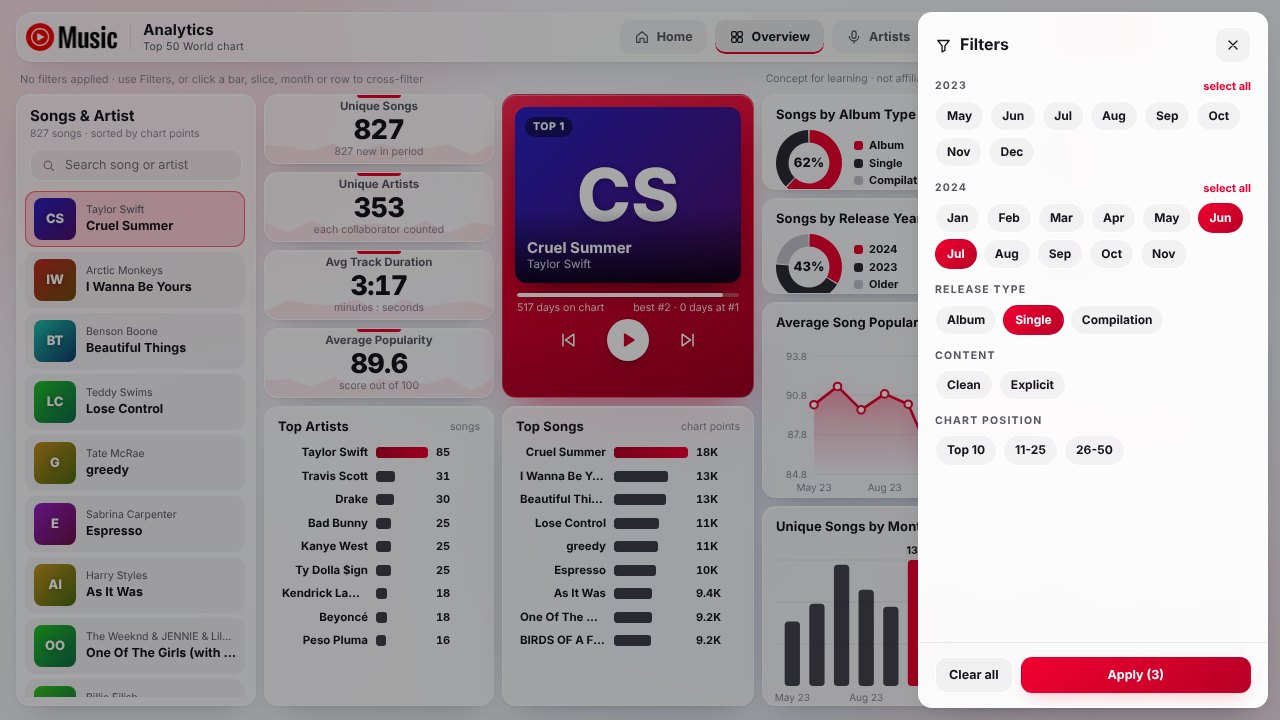 Music
Analytics
Top 50 World chart
Home
Overview
Artists
No filters applied · use Filters, or click a bar, slice, month or row to cross-filter
Concept for learning · not
Songs & Artist
827 songs · sorted by chart points
Search song or artist
CS
Taylor Swift
Cruel Summer
IW
Arctic Monkeys
I Wanna Be Yours
BT
Benson Boone
Beautiful Things
LC
Teddy Swims
Lose Control
G
Tate McRae
greedy
E
Sabrina Carpenter
Espresso
AI
Harry Styles
As It Was
OO
The Weeknd & JENNIE & Lil...
One Of The Girls (with ...
Unique Songs
827
827 new in period
Unique Artists
353
each collaborator counted
Avg Track Duration
3:17
minutes : seconds
Average Popularity
89.6
score out of 100
TOP 1
CS
Cruel Summer
Taylor Swift
517 days on chart
best #2 · 0 days at #1
Top Artists
songs
Taylor Swift 85
Travis Scott 31
Drake 30
Bad Bunny 25
Kanye West 25
Ty Dolla $ign 25
Kendrick La... 18
Beyoncé 18
Peso Pluma 16
Top Songs
chart points
Cruel Summer 18K
I Wanna Be Y... 13K
Beautiful Thi... 13K
Lose Control 11K
greedy 11K
Espresso 10K
As It Was 9.4K
One Of The ... 9.2K
BIRDS OF A F... 9.2K
Songs by Album Type
62%
Album
Single
Songs by Release
43%
2024
2023
Older
Average Song
93.8
90.8
87.8
84.8
May 23
Aug 23
Unique Songs by
May 23
Aug 23
Filters
2023
select all
May
Jun
Jul
Aug
Sep
Oct
Nov
Dec
2024
select all
Jan
Feb
Mar
Apr
May
Jun
Jul
Aug
Sep
Oct
Nov
RELEASE TYPE
Album
Single
Compilation
CONTENT
Clean
Explicit
CHART POSITION
Top 10
11-25
26-50
Clear all
Apply (3)